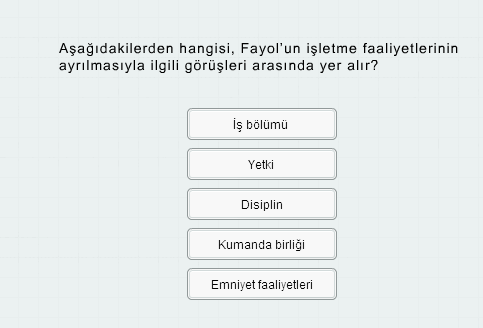 Aşağıdakilerden hangisi, Fayol'un işletme faaliyetlerinin
ayrılmasıyla ilgili görüşleri arasında yer alır?
İş bölümü
Yetki
Disiplin
Kumanda birliği
Emniyet faaliyetleri